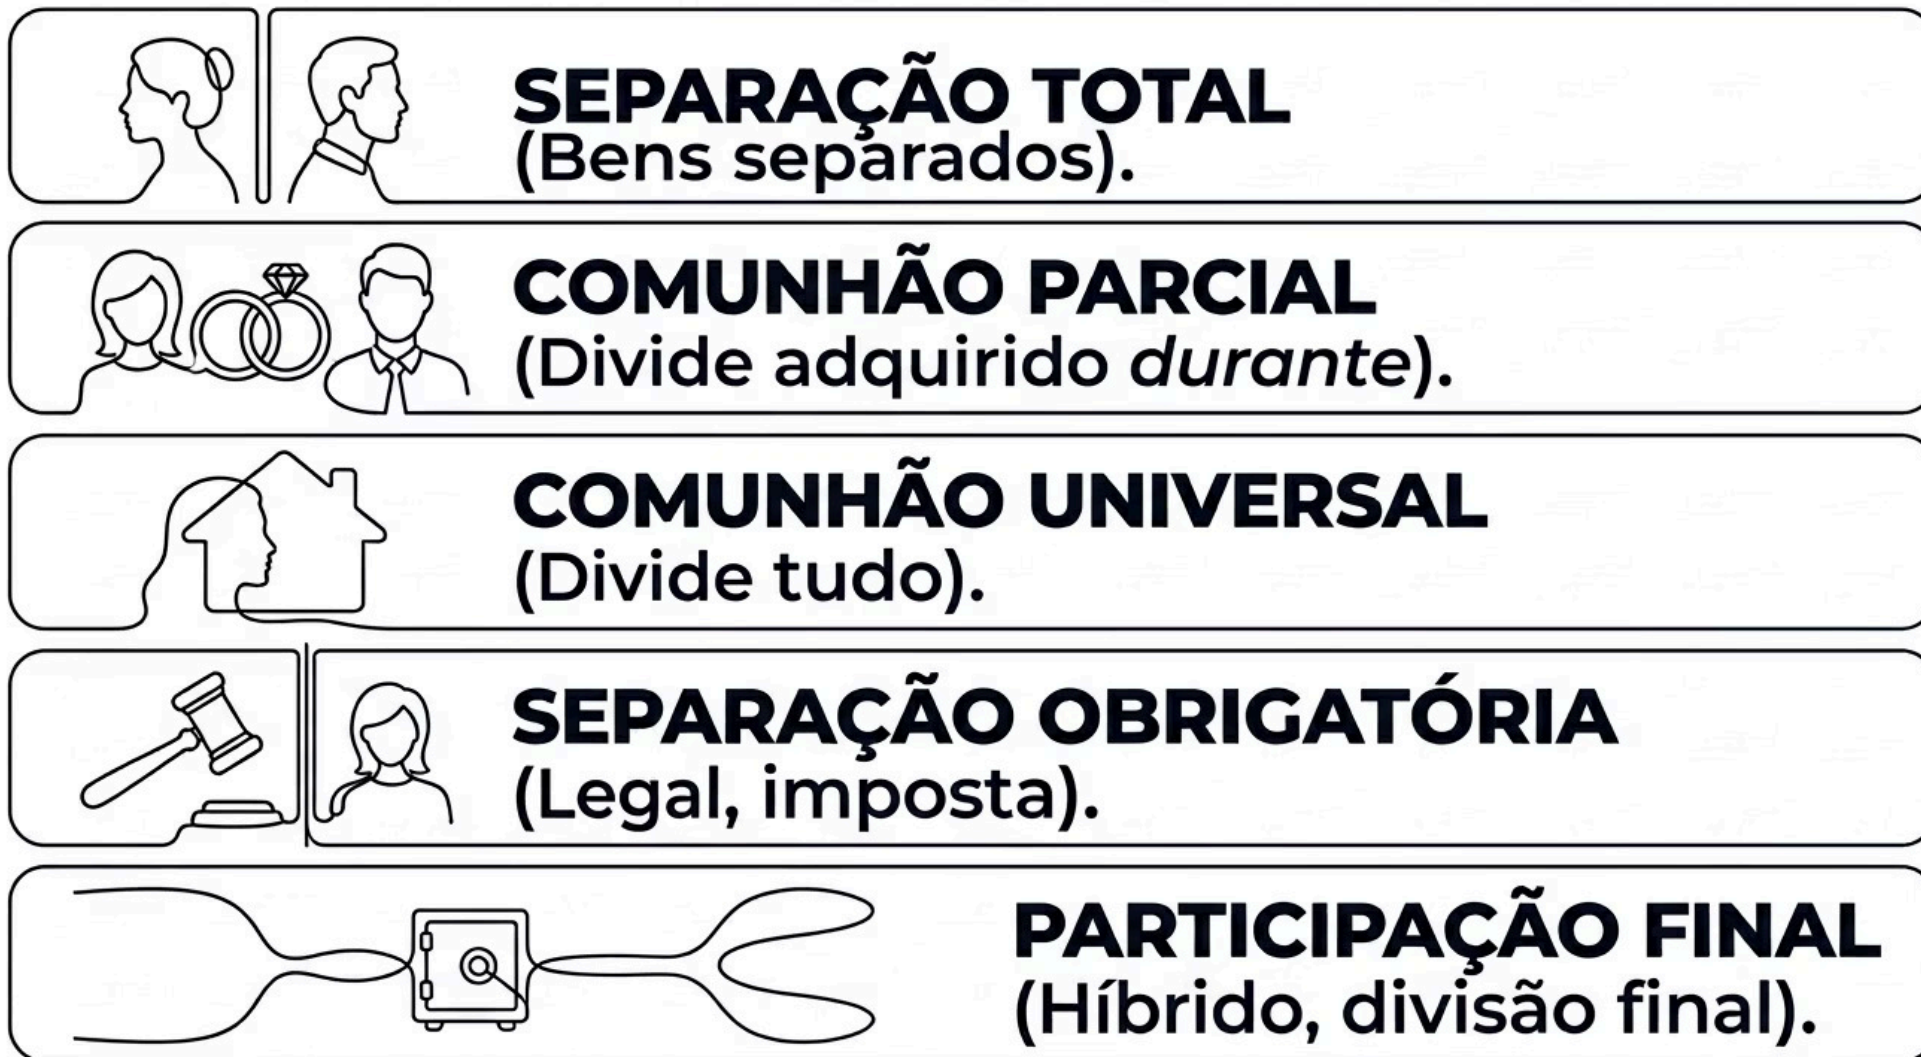 SEPARAÇÃO TOTAL
(Bens separados).
COMUNHÃO PARCIAL
(Divide adquirido durante).
COMUNHÃO UNIVERSAL
(Divide tudo).
SEPARAÇÃO OBRIGATÓRIA
(Legal, imposta).
PARTICIPAÇÃO FINAL
(Híbrido, divisão final).